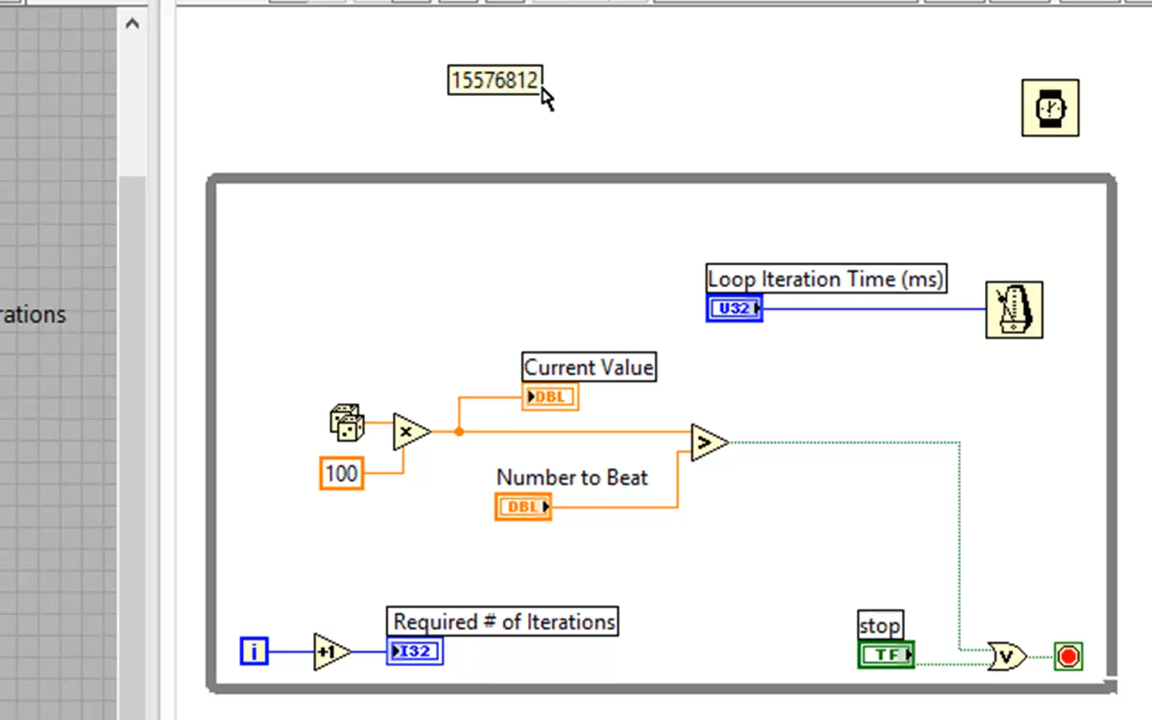 15576812
Loop Iteration Time (ms)
U32
rations
Current Value
DBL
×
>
100
Number to Beat
DBL
Required # of Iterations
i
+1
I32
stop
TF
V